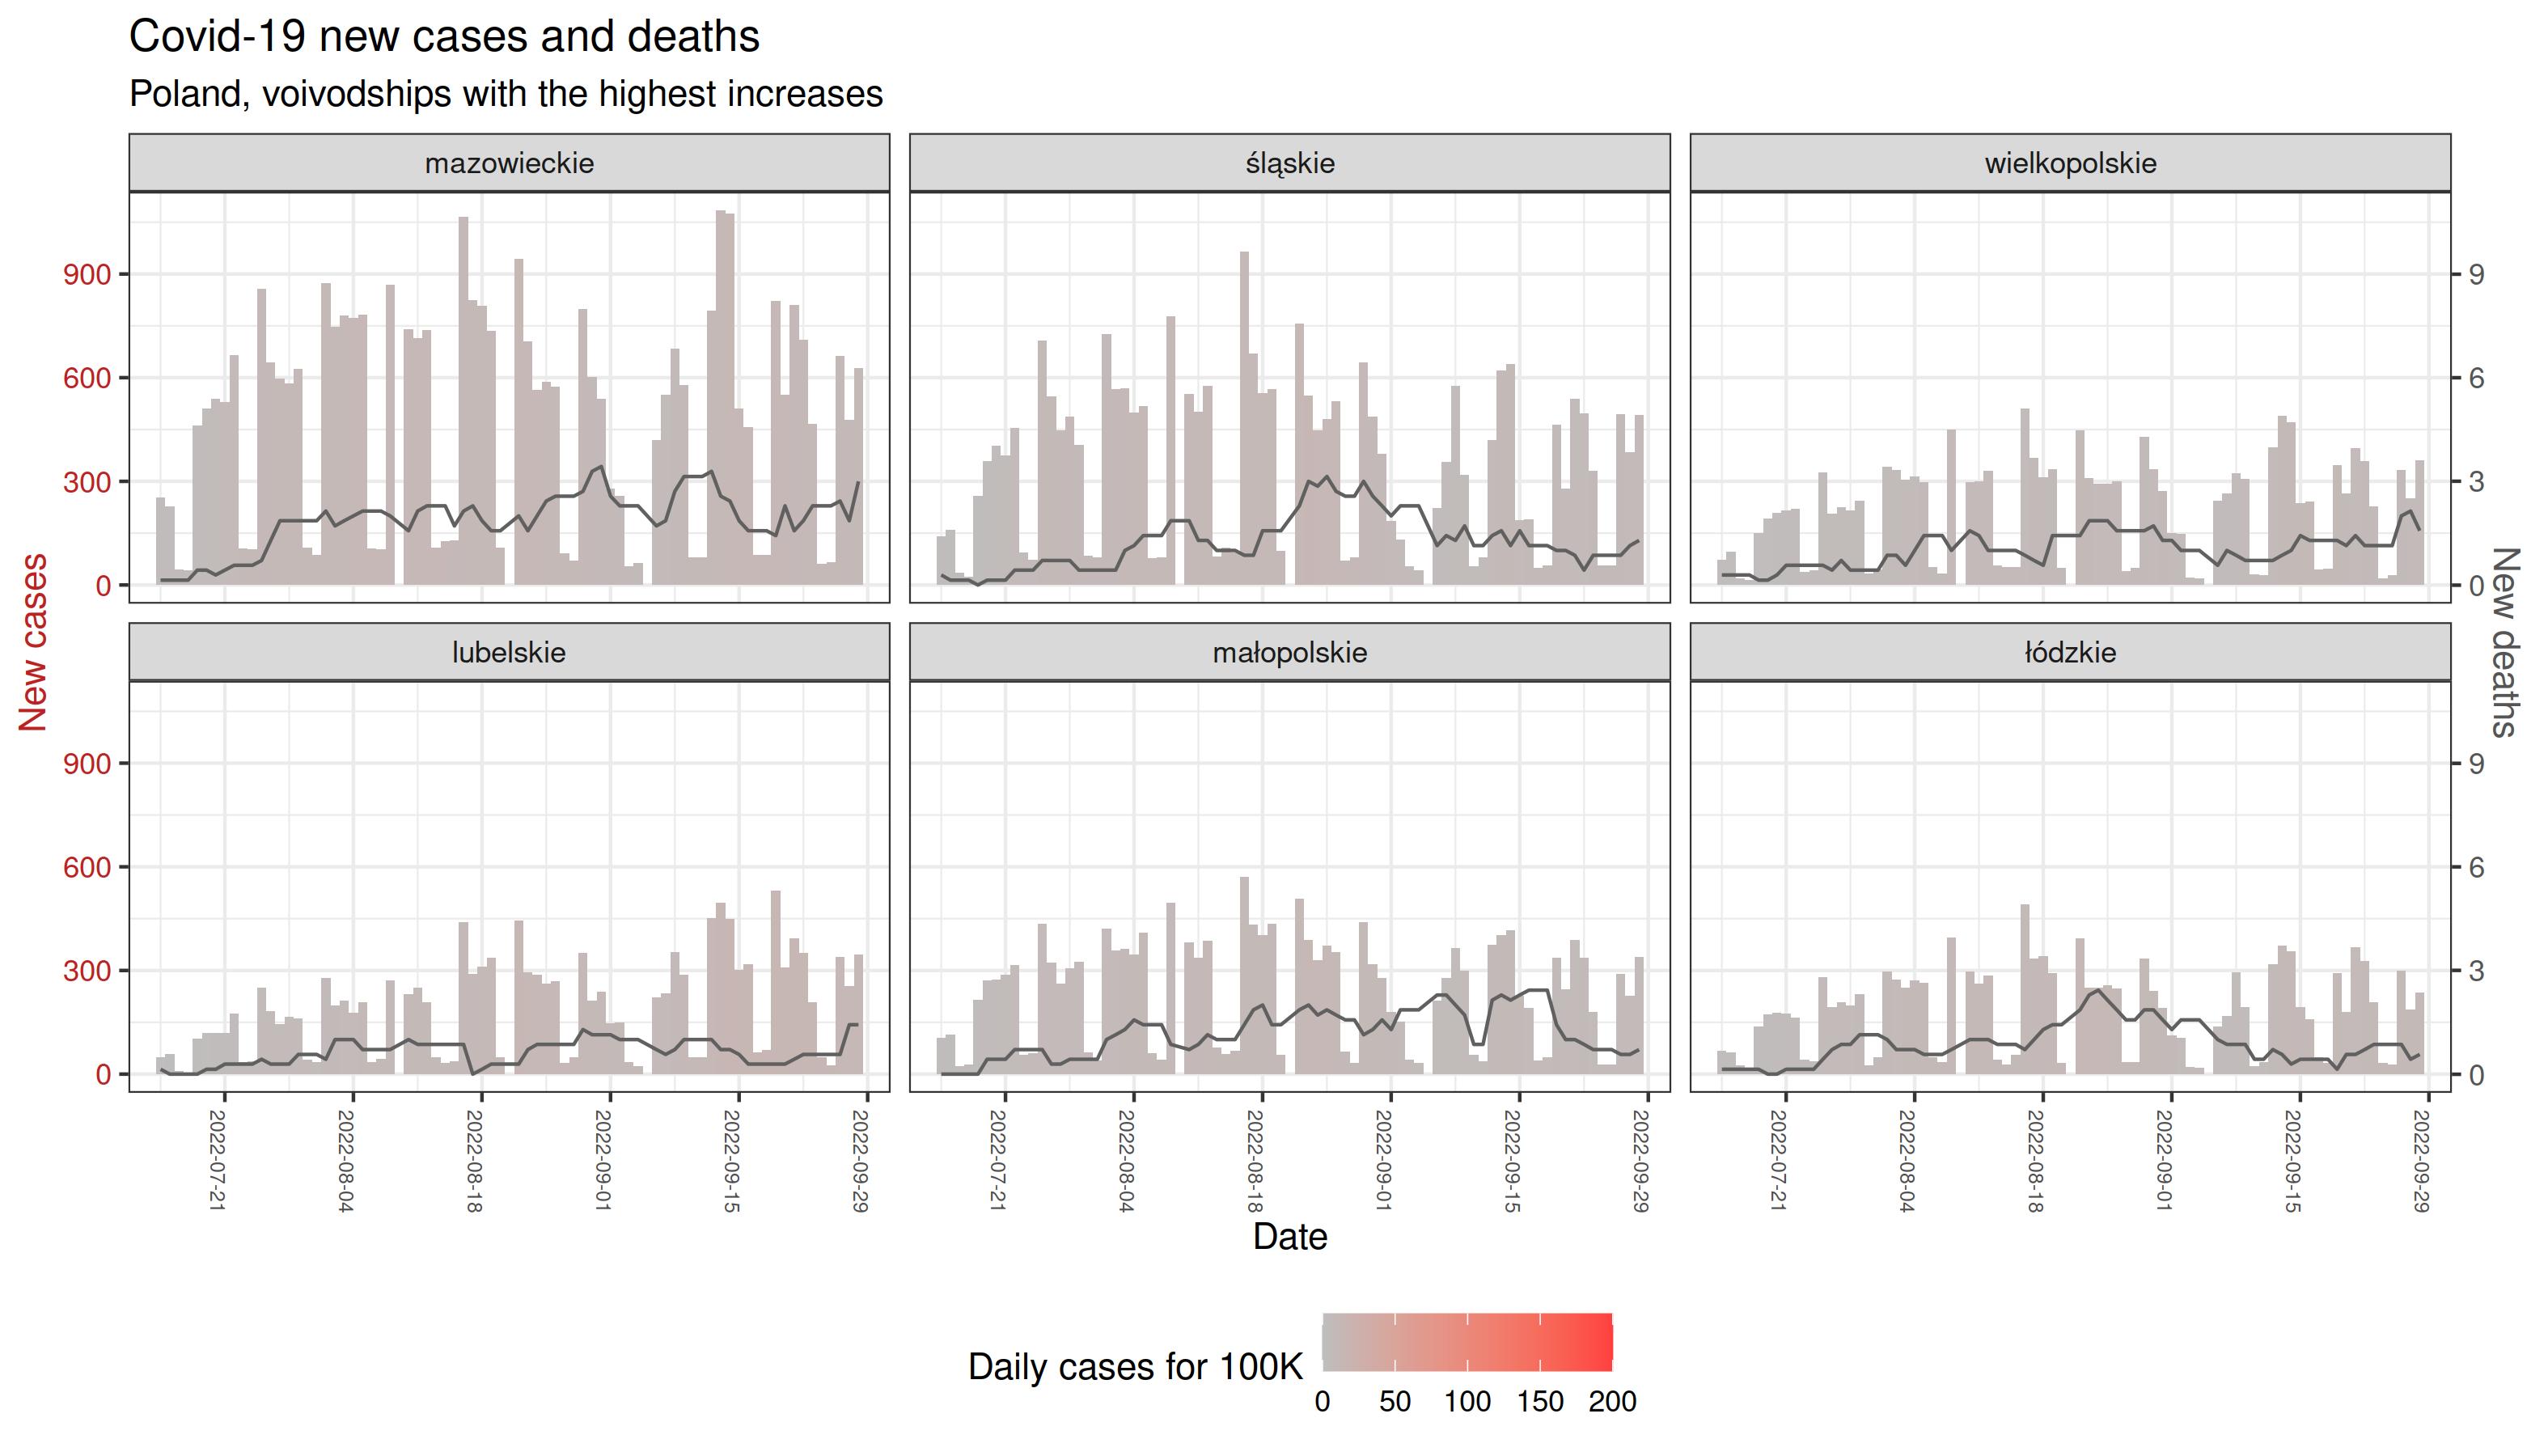 Covid-19 new cases and deaths
Poland, voivodships with the highest increases
mazowieckie
śląskie
wielkopolskie
900
600
300
0
9
6
3
0
New cases
New deaths
lubelskie
małopolskie
łódzkie
900
600
300
0
9
6
3
0
2022-07-21
2022-08-04
2022-08-18
2022-09-01
2022-09-15
2022-09-29
2022-07-21
2022-08-04
2022-08-18
2022-09-01
2022-09-15
2022-09-29
2022-07-21
2022-08-04
2022-08-18
2022-09-01
2022-09-15
2022-09-29
Date
Daily cases for 100K
0 50 100 150 200